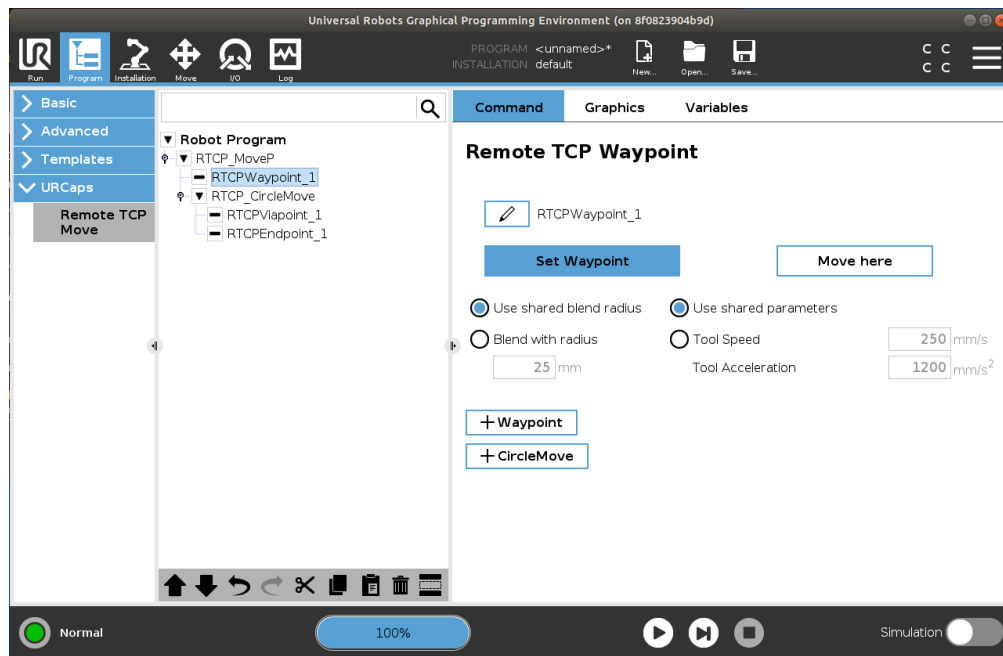 Universal Robots Graphical Programming Environment (on 8f0823904b9d)
Run
Program
Installation
Move
I/O
Log
PROGRAM <unnamed>*
INSTALLATION default
New...
Open...
Save...
C C
C C
Basic
Advanced
Templates
URCaps
Remote TCP
Move
Robot Program
RTCP_MoveP
RTCPWaypoint_1
RTCP_CircleMove
RTCPViapoint_1
RTCPEndpoint_1
Command Graphics Variables
Remote TCP Waypoint
RTCPWaypoint_1
Set Waypoint Move here
Use shared blend radius Use shared parameters
Blend with radius Tool Speed 250 mm/s
25 mm Tool Acceleration 1200 mm/s²
+Waypoint
+CircleMove
Normal 100% Simulation